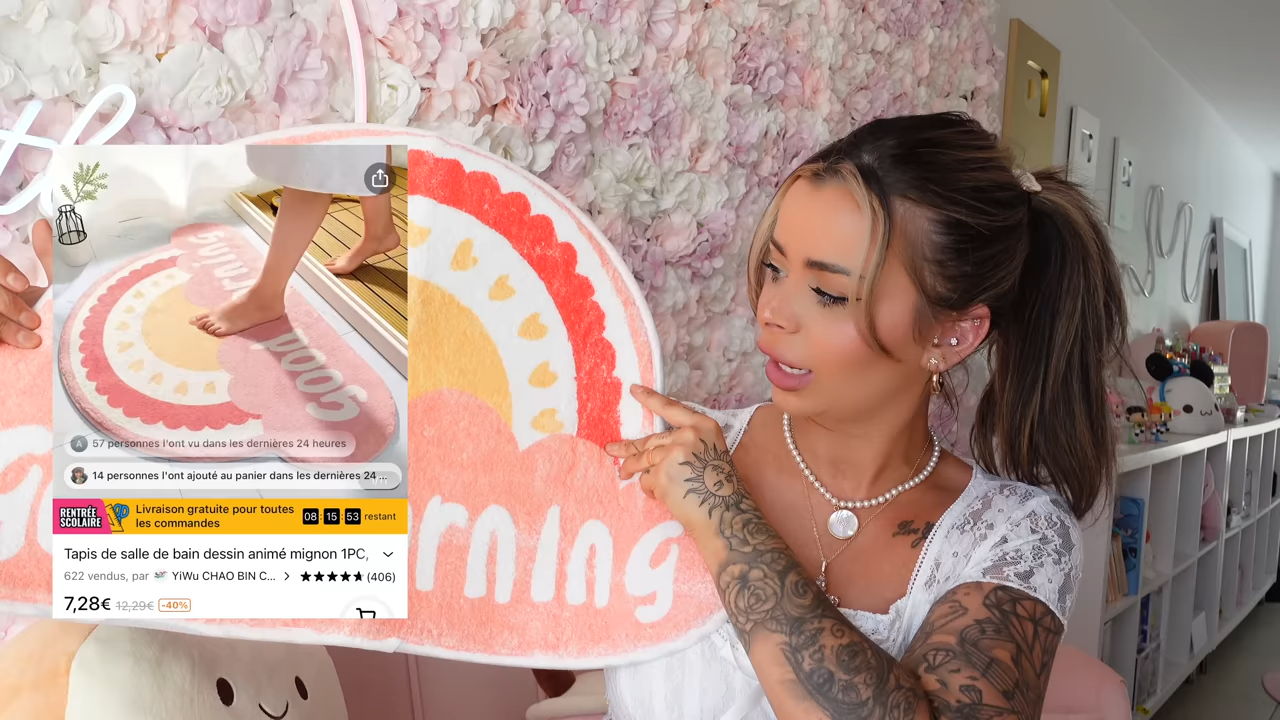 57 personnes l'ont vu dans les dernières 24 heures
14 personnes l'ont ajouté au panier dans les dernières 24 ...
RENTRÉE
SCOLAIRE
Livraison gratuite pour toutes
les commandes
08 15 53 restant
Tapis de salle de bain dessin animé mignon 1PC,
622 vendus, par YiWu CHAO BIN C... (406)
7,28€ 12,29€ -40%
good
rning
rning